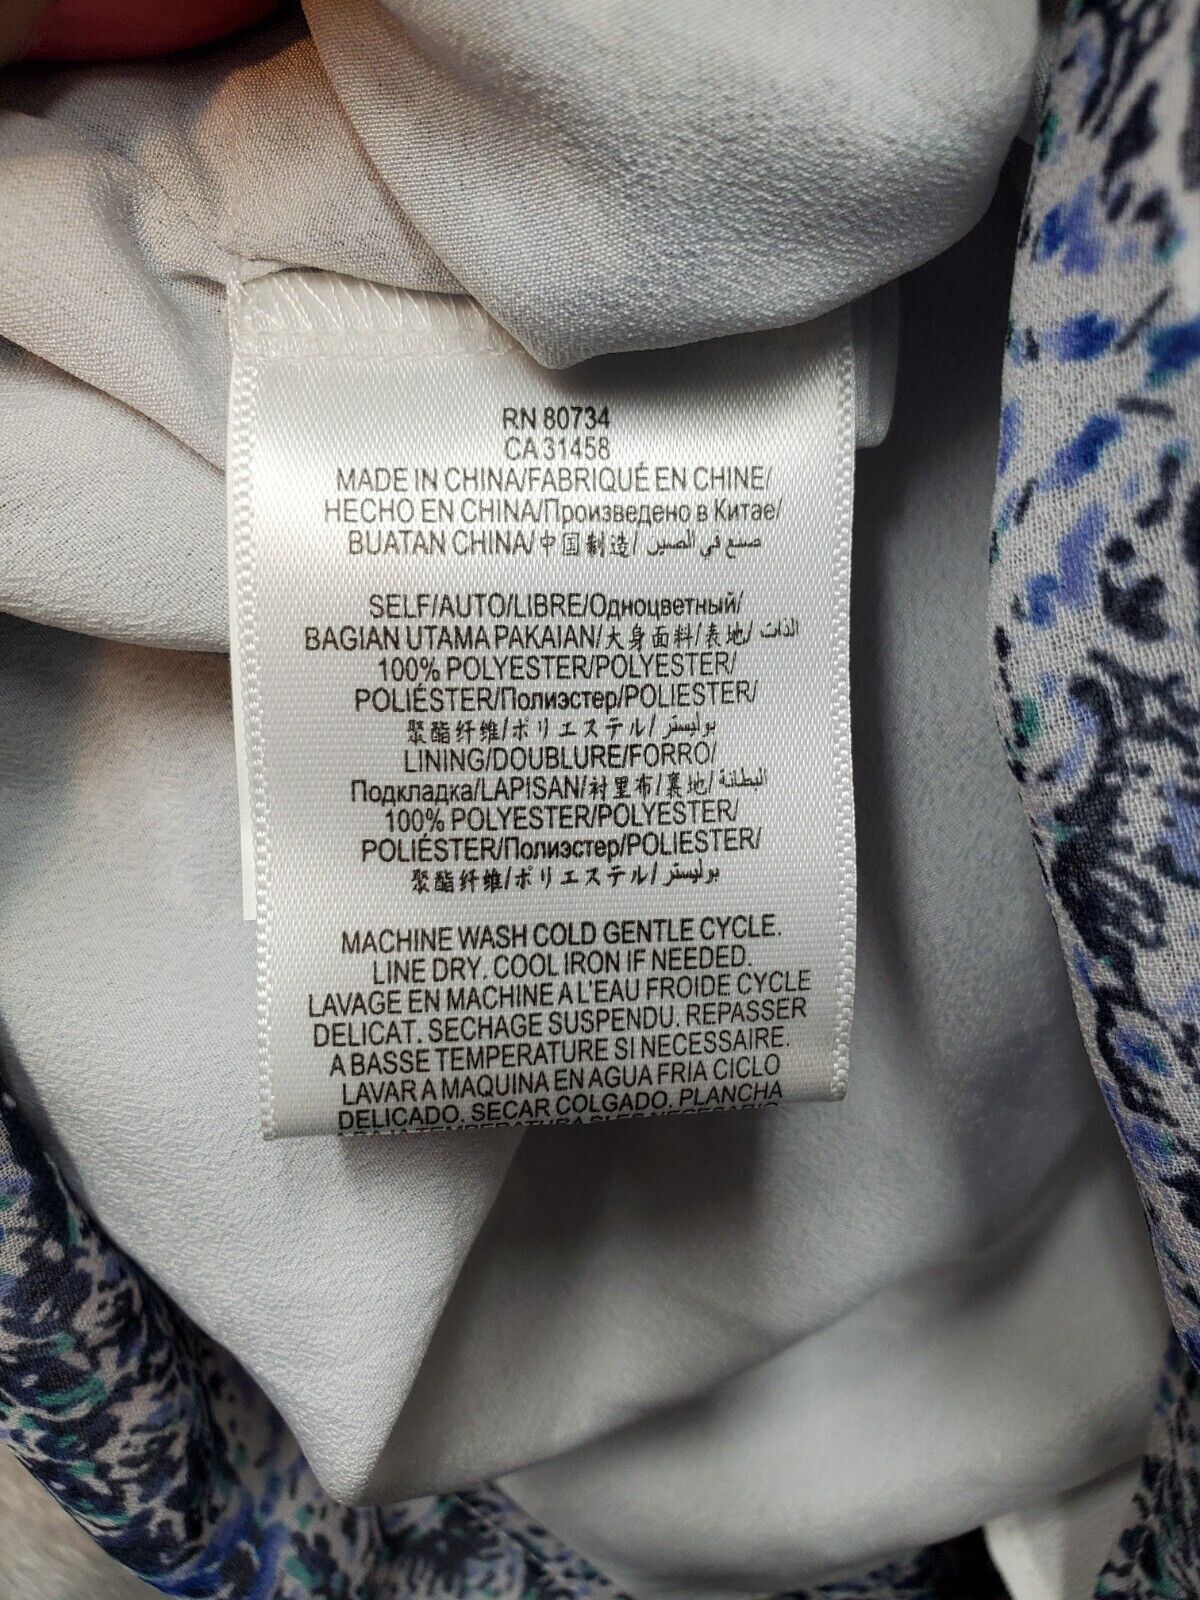 RN 80734
CA 31458
MADE IN CHINA/FABRIQUÉ EN CHINE/
HECHO EN CHINA/Произведено в Китае/
BUATAN CHINA/中国制造/ صنع في الصين
SELF/AUTO/LIBRE/Одноцветный/
BAGIAN UTAMA PAKAIAN/大身面料/表地/ الذات
100% POLYESTER/POLYESTER/
POLIÉSTER/Полиэстер/POLIESTER/
聚酯纤维/ポリエステル/ بوليستر
LINING/DOUBLURE/FORRO/
Подкладка/LAPISAN/衬里布/裏地/ البطانة
100% POLYESTER/POLYESTER/
POLIÉSTER/Полиэстер/POLIESTER/
聚酯纤维/ポリエステル/ بوليستر
MACHINE WASH COLD GENTLE CYCLE.
LINE DRY. COOL IRON IF NEEDED.
LAVAGE EN MACHINE A L'EAU FROIDE CYCLE
DELICAT. SECHAGE SUSPENDU. REPASSER
A BASSE TEMPERATURE SI NECESSAIRE.
LAVAR A MAQUINA EN AGUA FRIA CICLO
DELICADO. SECAR COLGADO. PLANCHA